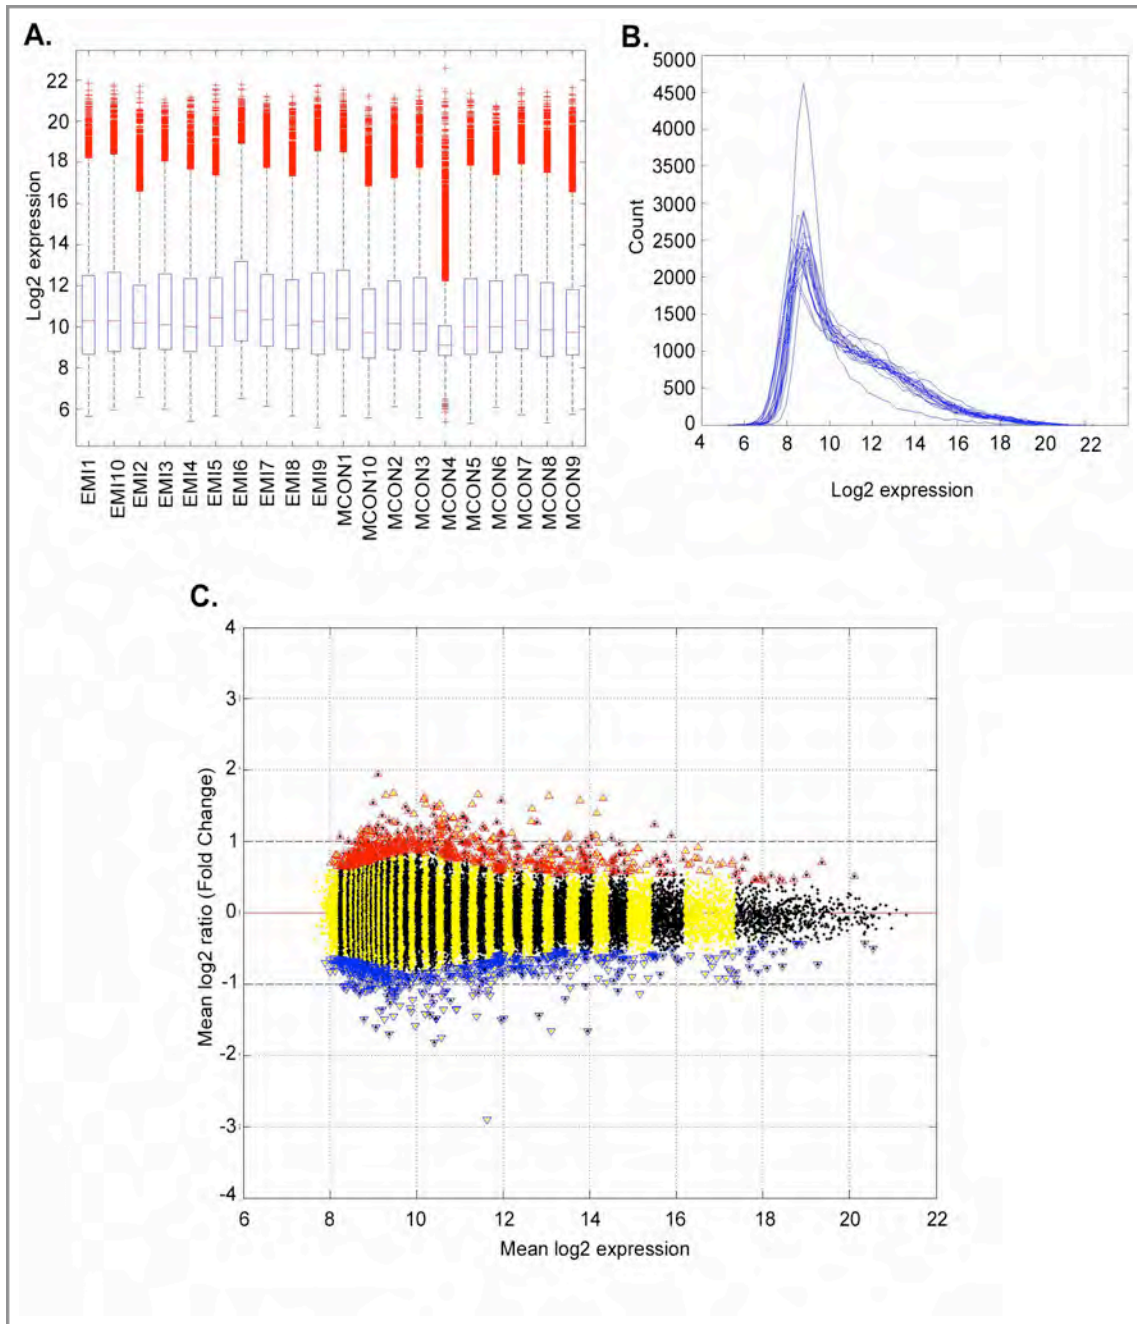 A.
22
20
18
16
14
12
10
8
6
Log2 expression
EMI1
EMI10
EMI2
EMI3
EMI4
EMI5
EMI6
EMI7
EMI8
EMI9
MCON1
MCON10
MCON2
MCON3
MCON4
MCON5
MCON6
MCON7
MCON8
MCON9
B.
5000
4500
4000
3500
3000
2500
2000
1500
1000
500
0
Count
4 6 8 10 12 14 16 18 20 22
Log2 expression
C.
4
3
2
1
0
-1
-2
-3
-4
Mean log2 ratio (Fold Change)
6 8 10 12 14 16 18 20 22
Mean log2 expression